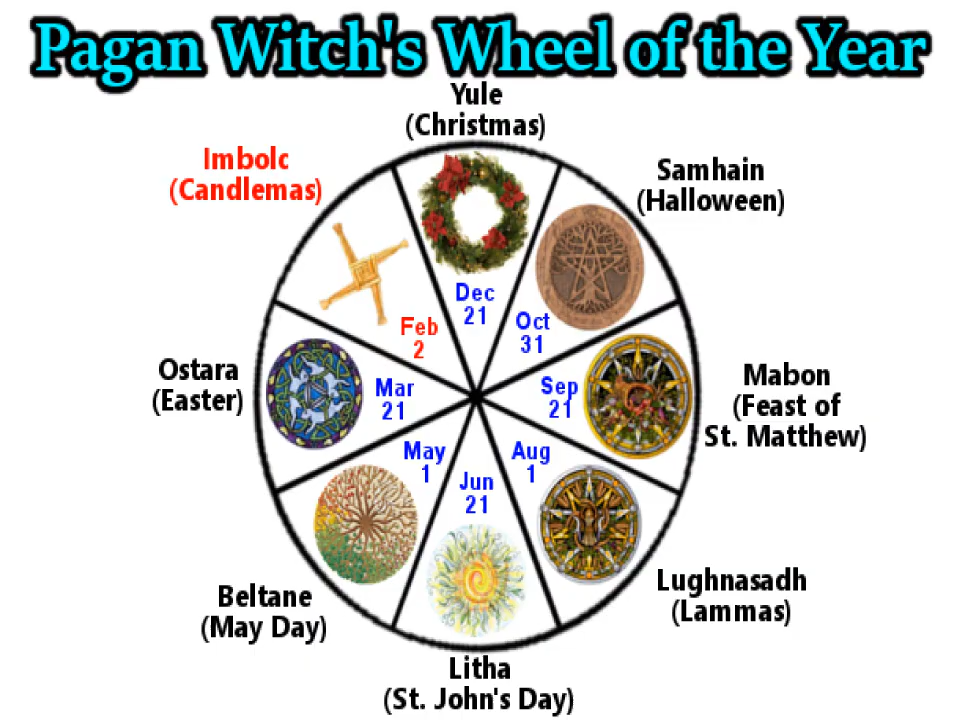 Pagan Witch's Wheel of the Year
Yule
(Christmas)
Imbolc
(Candlemas)
Samhain
(Halloween)
Dec
21
Oct
31
Feb
2
Ostara
(Easter)
Mar
21
Sep
21
Mabon
(Feast of
St. Matthew)
May
1
Aug
1
Jun
21
Beltane
(May Day)
Lughnasadh
(Lammas)
Litha
(St. John's Day)